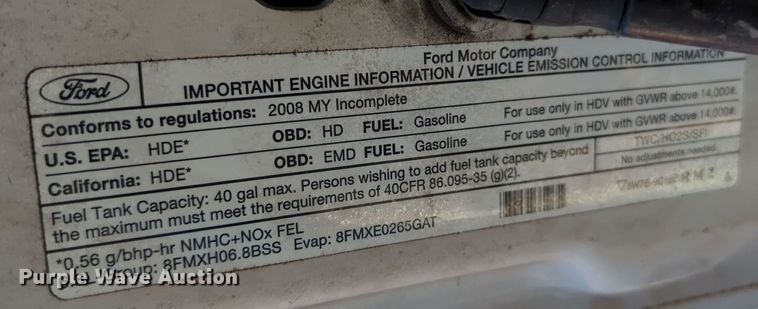 Ford Motor Company
Ford
IMPORTANT ENGINE INFORMATION / VEHICLE EMISSION CONTROL INFORMATION
Conforms to regulations: 2008 MY Incomplete
U.S. EPA: HDE* OBD: HD FUEL: Gasoline For use only in HDV with GVWR above 14,000#.
California: HDE* OBD: EMD FUEL: Gasoline For use only in HDV with GVWR above 14,000#.
Fuel Tank Capacity: 40 gal max. Persons wishing to add fuel tank capacity beyond
the maximum must meet the requirements of 40CFR 86.095-35 (g)(2).
TWC/HO2S/SFI
No adjustments needed.
*0.56 g/bhp-hr NMHC+NOx FEL
Group: 8FMXH06.8BSS Evap: 8FMXE0265GAT
Purple Wave Auction